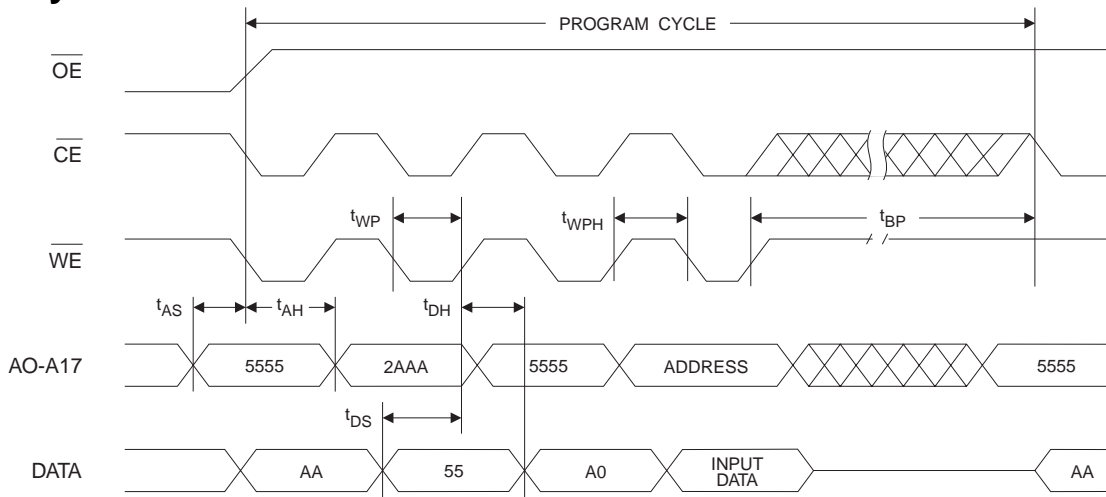 PROGRAM CYCLE
OE
CE
tWP
tWPH
tBP
WE
tAS
tAH
tDH
AO-A17
5555
2AAA
5555
ADDRESS
5555
tDS
DATA
AA
55
A0
INPUT
DATA
AA